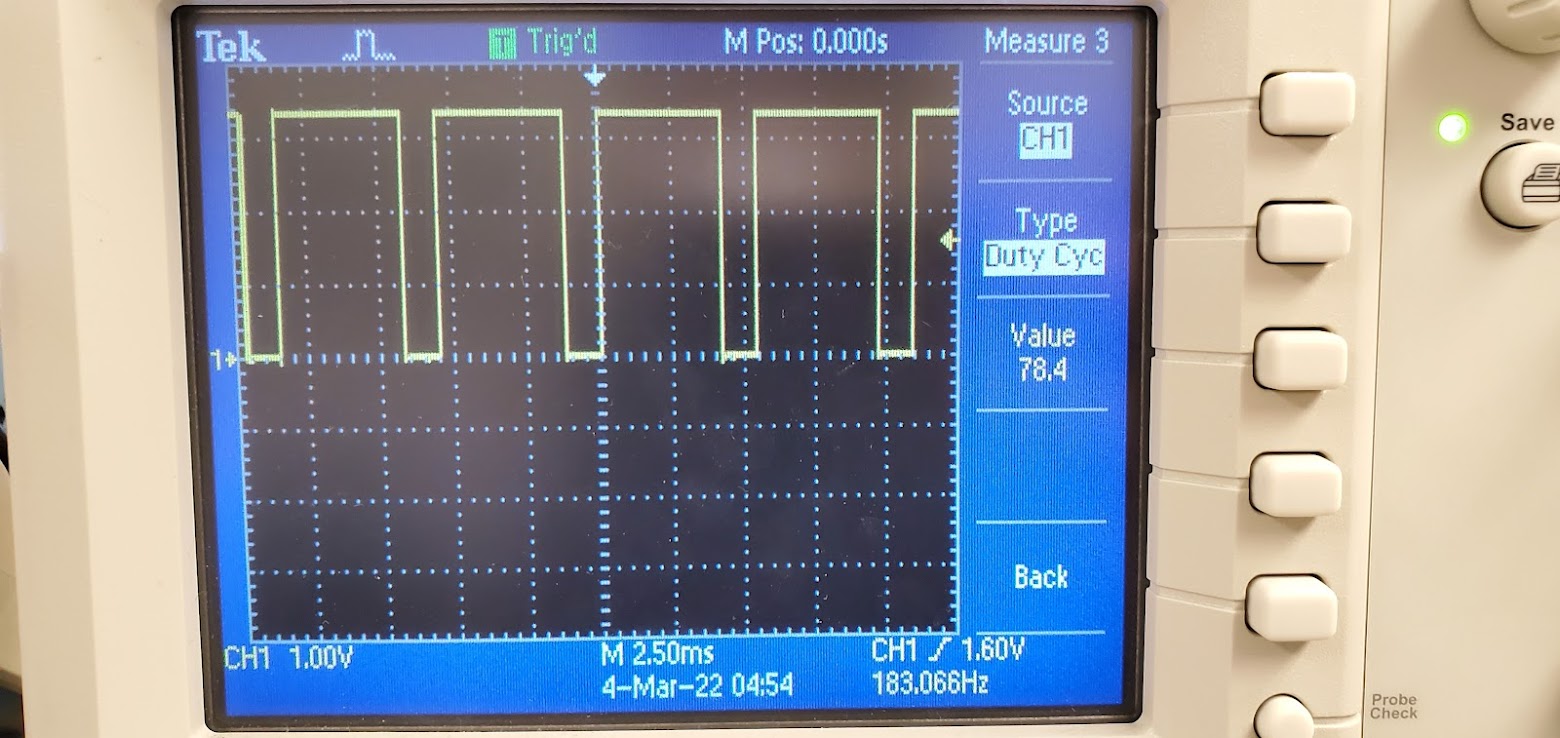 Tek T Trig'd M Pos: 0.000s Measure 3
Source
CH1
Type
Duty Cyc
Value
78.4
Back
1
CH1 1.00V M 2.50ms CH1 1.60V
4-Mar-22 04:54 183.066Hz
Save
Probe
Check